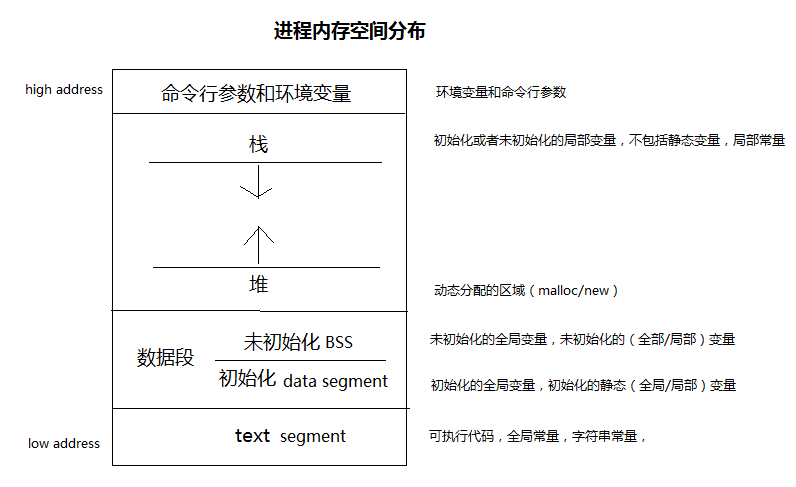 进程内存空间分布
high address
命令行参数和环境变量
环境变量和命令行参数
栈
初始化或者未初始化的局部变量，不包括静态变量，局部常量
堆
动态分配的区域（malloc/new）
数据段
未初始化 BSS
未初始化的全局变量，未初始化的（全部/局部）变量
初始化 data segment
初始化的全局变量，初始化的静态（全局/局部）变量
low address
text segment
可执行代码，全局常量，字符串常量，